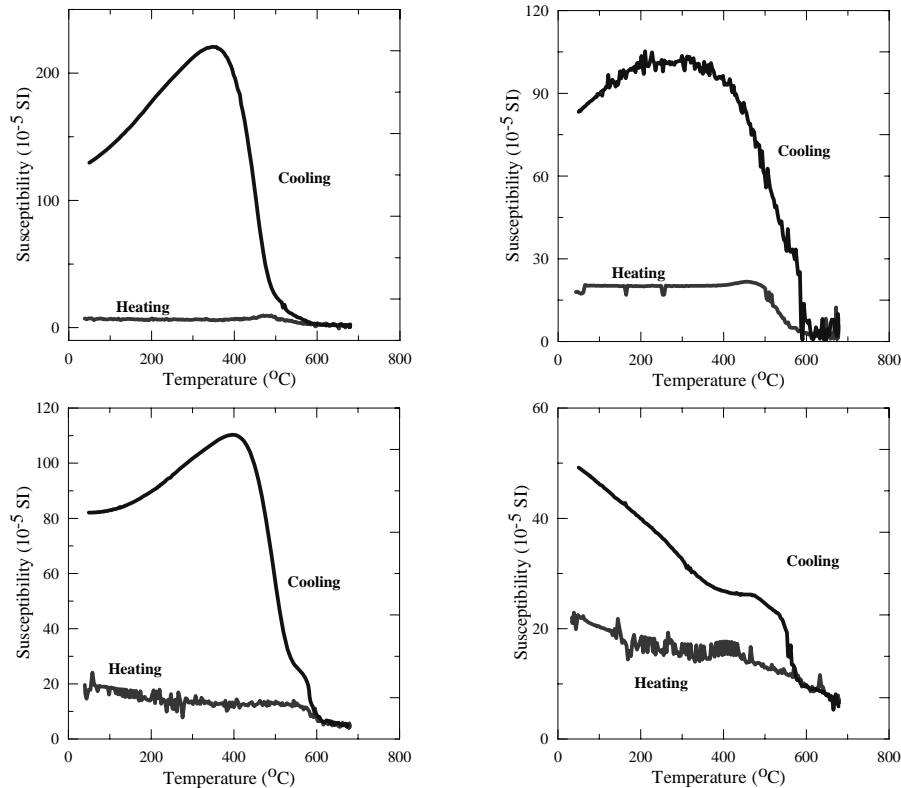 200
100
0
0 200 400 600 800
Susceptibility (10-5 SI)
Temperature (OC)
Cooling
Heating
120
90
60
30
0
0 200 400 600 800
Susceptibility (10-5 SI)
Temperature (OC)
Cooling
Heating
120
100
80
60
40
20
0
0 200 400 600 800
Susceptibility (10-5 SI)
Temperature (OC)
Cooling
Heating
60
40
20
0
0 200 400 600 800
Susceptibility (10-5 SI)
Temperature (OC)
Cooling
Heating